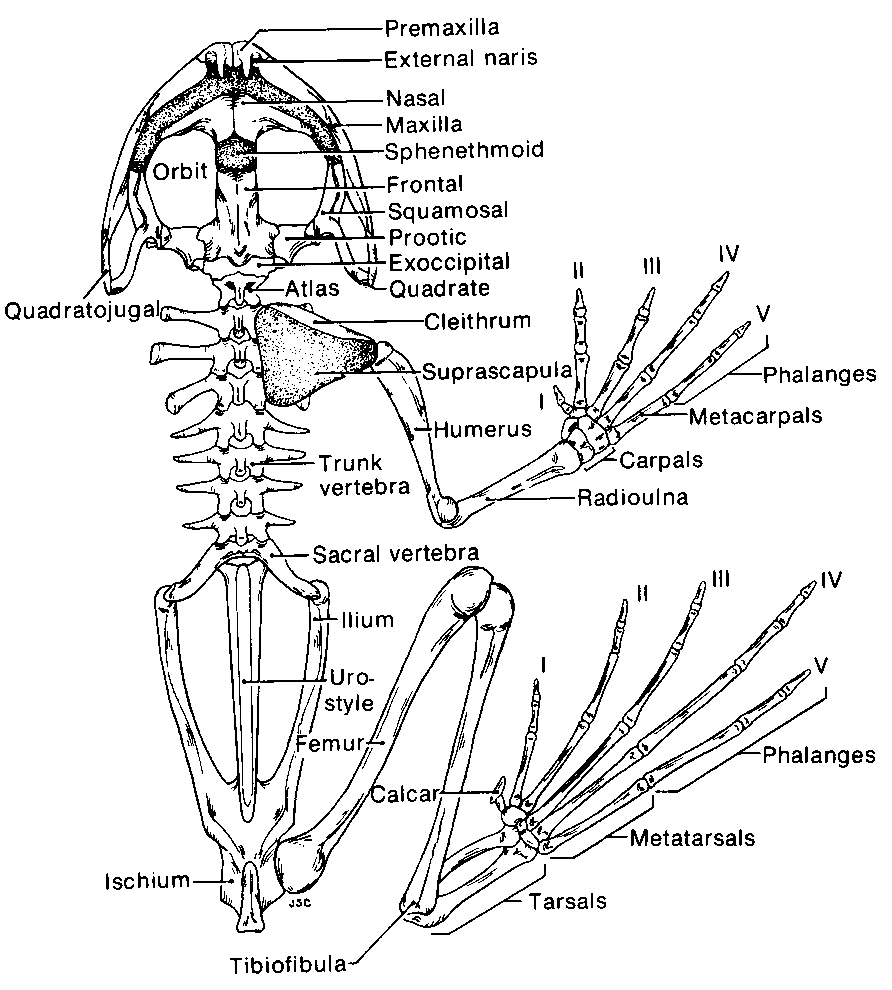 Premaxilla
External naris
Nasal
Maxilla
Sphenethmoid
Orbit
Frontal
Squamosal
Prootic
Exoccipital
Atlas
Quadrate
Quadratojugal
Cleithrum
Suprascapula
I
II
III
IV
V
Phalanges
Metacarpals
Humerus
Carpals
Trunk
vertebra
Radioulna
Sacral vertebra
Ilium
Uro-
style
Femur
I
II
III
IV
V
Calcar
Phalanges
Metatarsals
Ischium
JSC
Tarsals
Tibiofibula